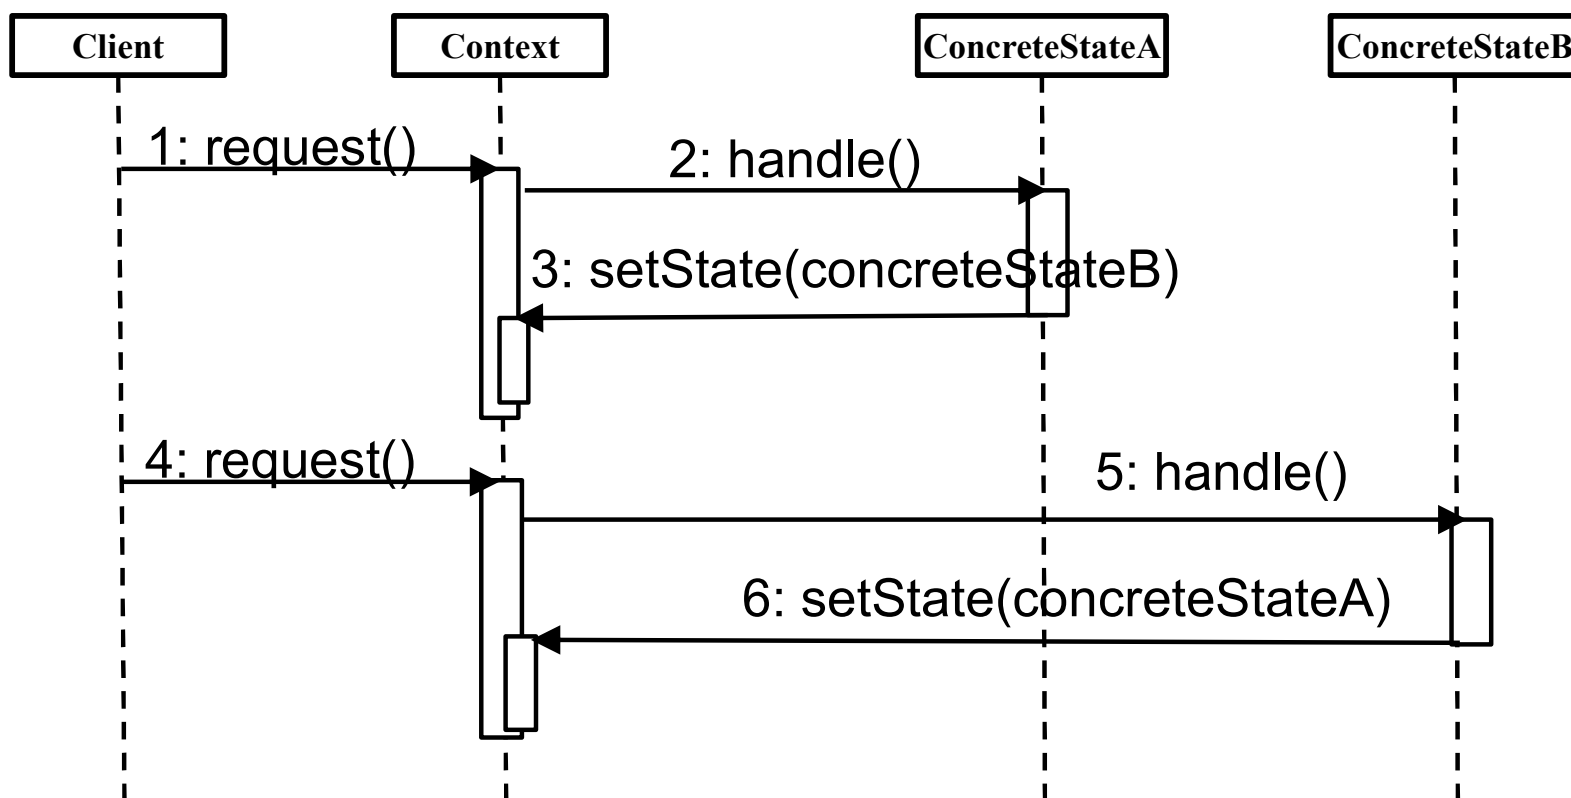 Client
Context
ConcreteStateA
ConcreteStateB
1: request()
2: handle()
3: setState(concreteStateB)
4: request()
5: handle()
6: setState(concreteStateA)